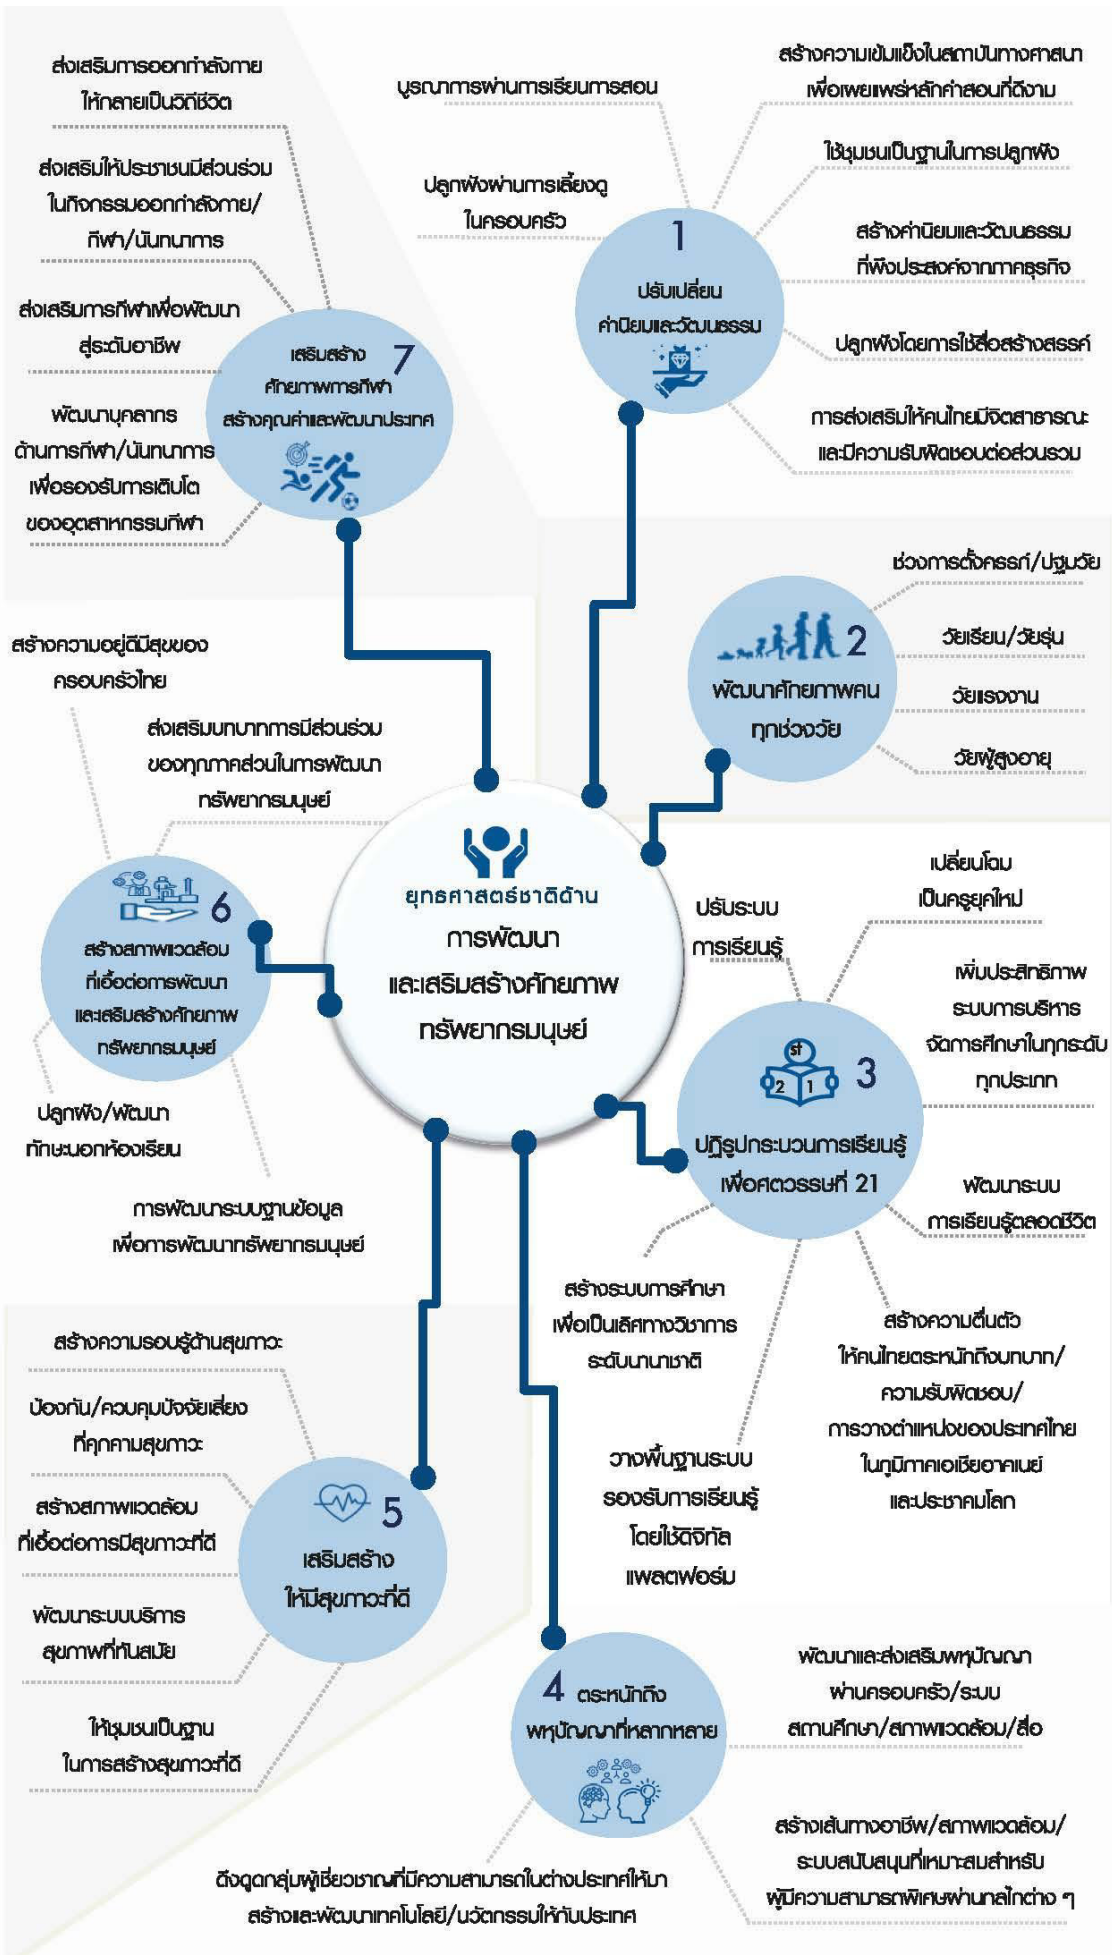 ยุทธศาสตร์ชาติด้าน
การพัฒนา
และเสริมสร้างศักยภาพ
ทรัพยากรมนุษย์
1
ปรับเปลี่ยน
ค่านิยมและวัฒนธรรม
ปลูกฝังผ่านการเลี้ยงดู
ในครอบครัว
บูรณาการผ่านการเรียนการสอน
สร้างความเข้มแข็งในสถาบันทางศาสนา
เพื่อเผยแพร่หลักคำสอนที่ดีงาม
ใช้ชุมชนเป็นฐานในการปลูกฝัง
สร้างค่านิยมและวัฒนธรรม
ที่พึงประสงค์จากภาคธุรกิจ
ปลูกฝังโดยการใช้สื่อสร้างสรรค์
การส่งเสริมให้คนไทยมีจิตสาธารณะ
และมีความรับผิดชอบต่อส่วนรวม
2
พัฒนาศักยภาพคน
ทุกช่วงวัย
ช่วงการตั้งครรภ์/ปฐมวัย
วัยเรียน/วัยรุ่น
วัยแรงงาน
วัยผู้สูงอายุ
st
2 1
3
ปฏิรูปกระบวนการเรียนรู้
เพื่อศตวรรษที่ 21
ปรับระบบ
การเรียนรู้
เปลี่ยนโฉม
เป็นครูยุคใหม่
เพิ่มประสิทธิภาพ
ระบบการบริหาร
จัดการศึกษาในทุกระดับ
ทุกประเภท
พัฒนาระบบ
การเรียนรู้ตลอดชีวิต
สร้างความตื่นตัว
ให้คนไทยตระหนักถึงบทบาท/
ความรับผิดชอบ/
การวางตำแหน่งของประเทศไทย
ในภูมิภาคเอเชียอาคเนย์
และประชาคมโลก
วางพื้นฐานระบบ
รองรับการเรียนรู้
โดยใช้ดิจิทัล
แพลตฟอร์ม
สร้างระบบการศึกษา
เพื่อเป็นเลิศทางวิชาการ
ระดับนานาชาติ
4 ตระหนักถึง
พหุปัญญาที่หลากหลาย
พัฒนาและส่งเสริมพหุปัญญา
ผ่านครอบครัว/ระบบ
สถานศึกษา/สภาพแวดล้อม/สื่อ
สร้างเส้นทางอาชีพ/สภาพแวดล้อม/
ระบบสนับสนุนที่เหมาะสมสำหรับ
ผู้มีความสามารถพิเศษผ่านกลไกต่าง ๆ
ดึงดูดกลุ่มผู้เชี่ยวชาญที่มีความสามารถในต่างประเทศให้มา
สร้างและพัฒนาเทคโนโลยี/นวัตกรรมให้กับประเทศ
5
เสริมสร้าง
ให้มีสุขภาวะที่ดี
สร้างความรอบรู้ด้านสุขภาวะ
ป้องกัน/ควบคุมปัจจัยเสี่ยง
ที่คุกคามสุขภาวะ
สร้างสภาพแวดล้อม
ที่เอื้อต่อการมีสุขภาวะที่ดี
พัฒนาระบบบริการ
สุขภาพที่ทันสมัย
ให้ชุมชนเป็นฐาน
ในการสร้างสุขภาวะที่ดี
6
สร้างสภาพแวดล้อม
ที่เอื้อต่อการพัฒนา
และเสริมสร้างศักยภาพ
ทรัพยากรมนุษย์
สร้างความอยู่ดีมีสุขของ
ครอบครัวไทย
ส่งเสริมบทบาทการมีส่วนร่วม
ของทุกภาคส่วนในการพัฒนา
ทรัพยากรมนุษย์
ปลูกฝัง/พัฒนา
ทักษะนอกห้องเรียน
การพัฒนาระบบฐานข้อมูล
เพื่อการพัฒนาทรัพยากรมนุษย์
7
เสริมสร้าง
ศักยภาพการกีฬา
สร้างคุณค่าและพัฒนาประเทศ
ส่งเสริมการออกกำลังกาย
ให้กลายเป็นวิถีชีวิต
ส่งเสริมให้ประชาชนมีส่วนร่วม
ในกิจกรรมออกกำลังกาย/
กีฬา/นันทนาการ
ส่งเสริมการกีฬาเพื่อพัฒนา
สู่ระดับอาชีพ
พัฒนาบุคลากร
ด้านการกีฬา/นันทนาการ
เพื่อรองรับการเติบโต
ของอุตสาหกรรมกีฬา